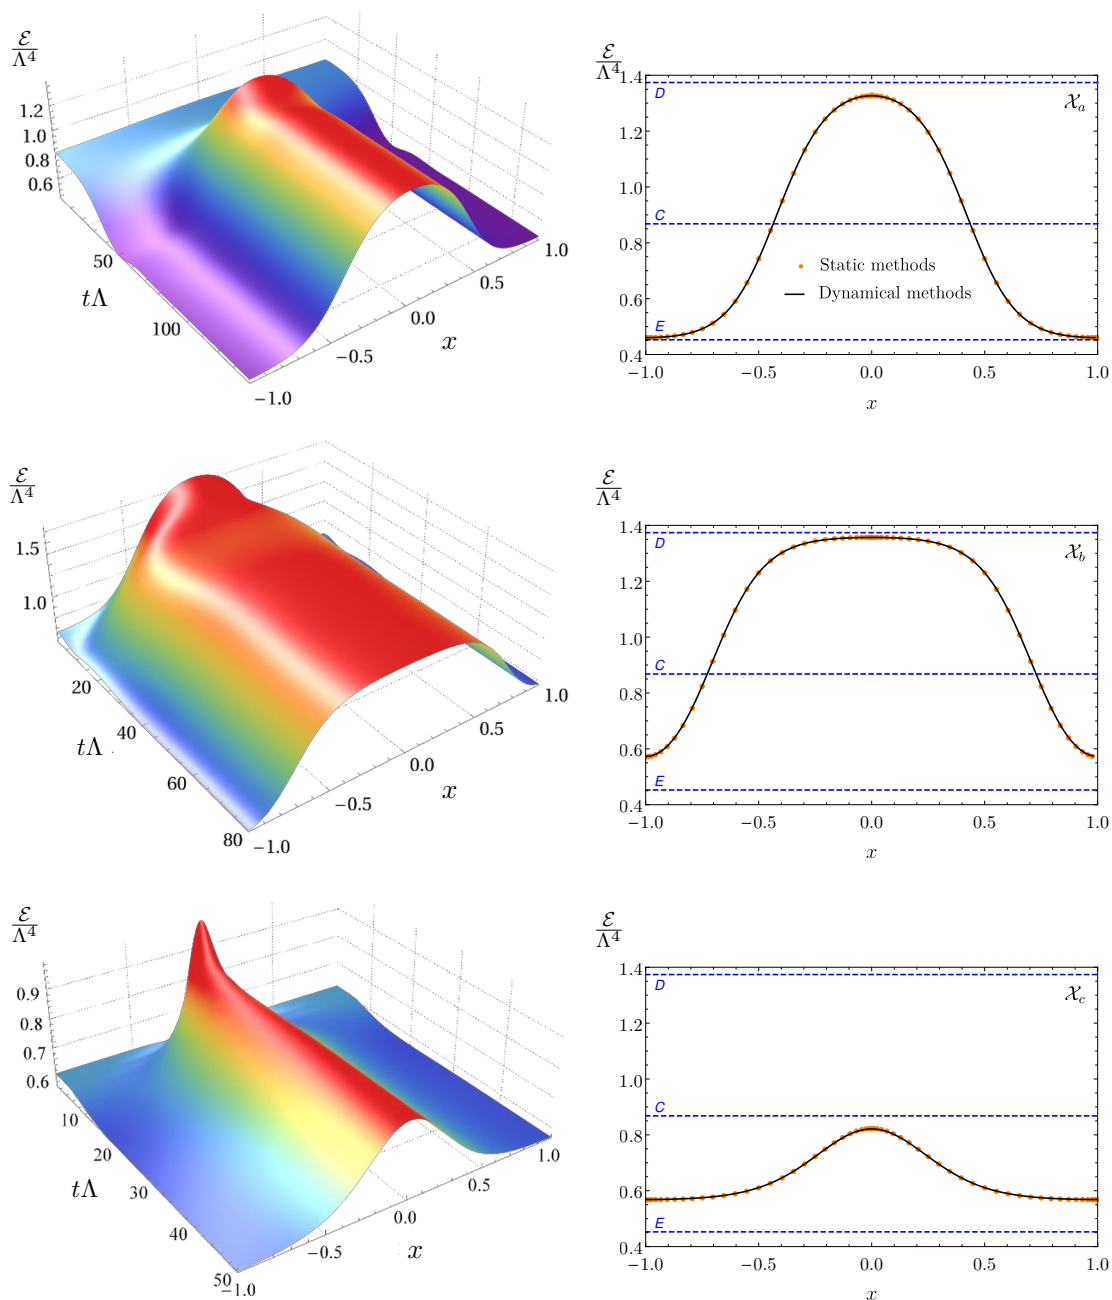 ℰ/Λ⁴
1.2
1.0
0.8
0.6
50
100
tΛ
−1.0
−0.5
0.0
0.5
1.0
x
ℰ/Λ⁴
1.4
1.2
1.0
0.8
0.6
0.4
D
C
E
𝒳a
Static methods
Dynamical methods
−1.0 −0.5 0.0 0.5 1.0
x
ℰ/Λ⁴
1.5
1.0
20
40
60
80
tΛ
−1.0
−0.5
0.0
0.5
1.0
x
ℰ/Λ⁴
1.4
1.2
1.0
0.8
0.6
0.4
D
C
E
𝒳b
−1.0 −0.5 0.0 0.5 1.0
x
ℰ/Λ⁴
0.9
0.8
0.7
0.6
10
20
30
40
50
tΛ
−1.0
−0.5
0.0
0.5
1.0
x
ℰ/Λ⁴
1.4
1.2
1.0
0.8
0.6
0.4
D
C
E
𝒳c
−1.0 −0.5 0.0 0.5 1.0
x